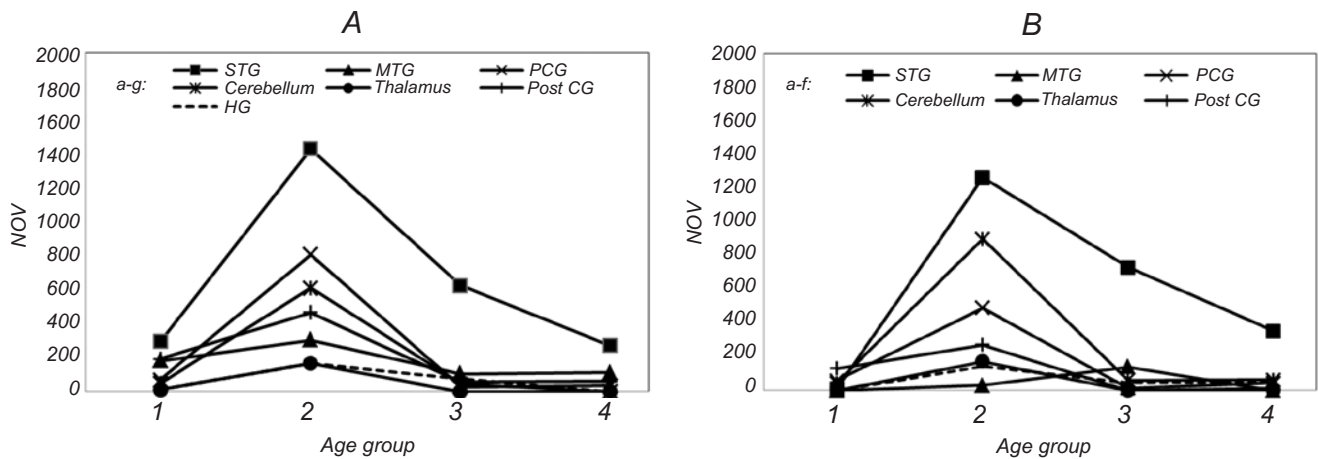 A
2000
1800
1600
1400
1200
1000
800
600
400
200
0
NOV
a-g: STG MTG PCG
Cerebellum Thalamus Post CG
HG
1 2 3 4
Age group
B
2000
1800
1600
1400
1200
1000
800
600
400
200
0
NOV
a-f: STG MTG PCG
Cerebellum Thalamus Post CG
1 2 3 4
Age group